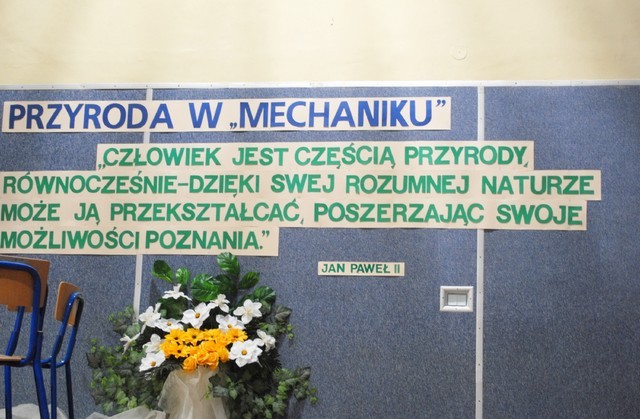 PRZYRODA W „MECHANIKU”
„CZŁOWIEK JEST CZĘŚCIĄ PRZYRODY,
RÓWNOCZEŚNIE-DZIĘKI SWEJ ROZUMNEJ NATURZE
MOŻE JĄ PRZEKSZTAŁCAĆ, POSZERZAJĄC SWOJE
MOŻLIWOŚCI POZNANIA.”
JAN PAWEŁ II